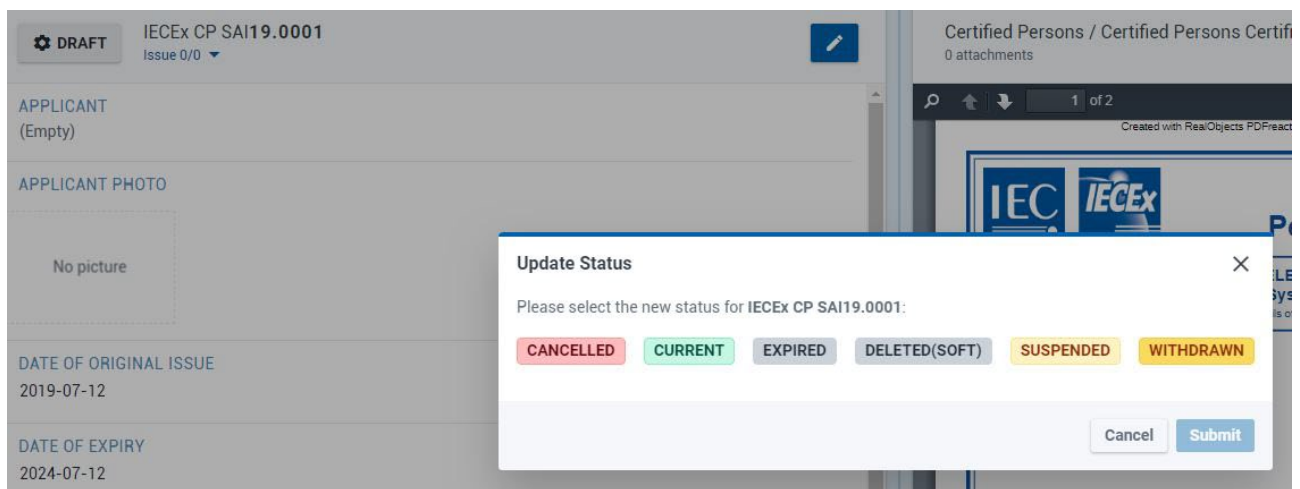 DRAFT
IECEx CP SAI19.0001
Issue 0/0
APPLICANT
(Empty)
APPLICANT PHOTO
No picture
DATE OF ORIGINAL ISSUE
2019-07-12
DATE OF EXPIRY
2024-07-12
Certified Persons / Certified Persons Certifi
0 attachments
1 of 2
Created with RealObjects PDFreact
IEC IECEx
Update Status
Please select the new status for IECEx CP SAI19.0001:
CANCELLED CURRENT EXPIRED DELETED(SOFT) SUSPENDED WITHDRAWN
Cancel Submit